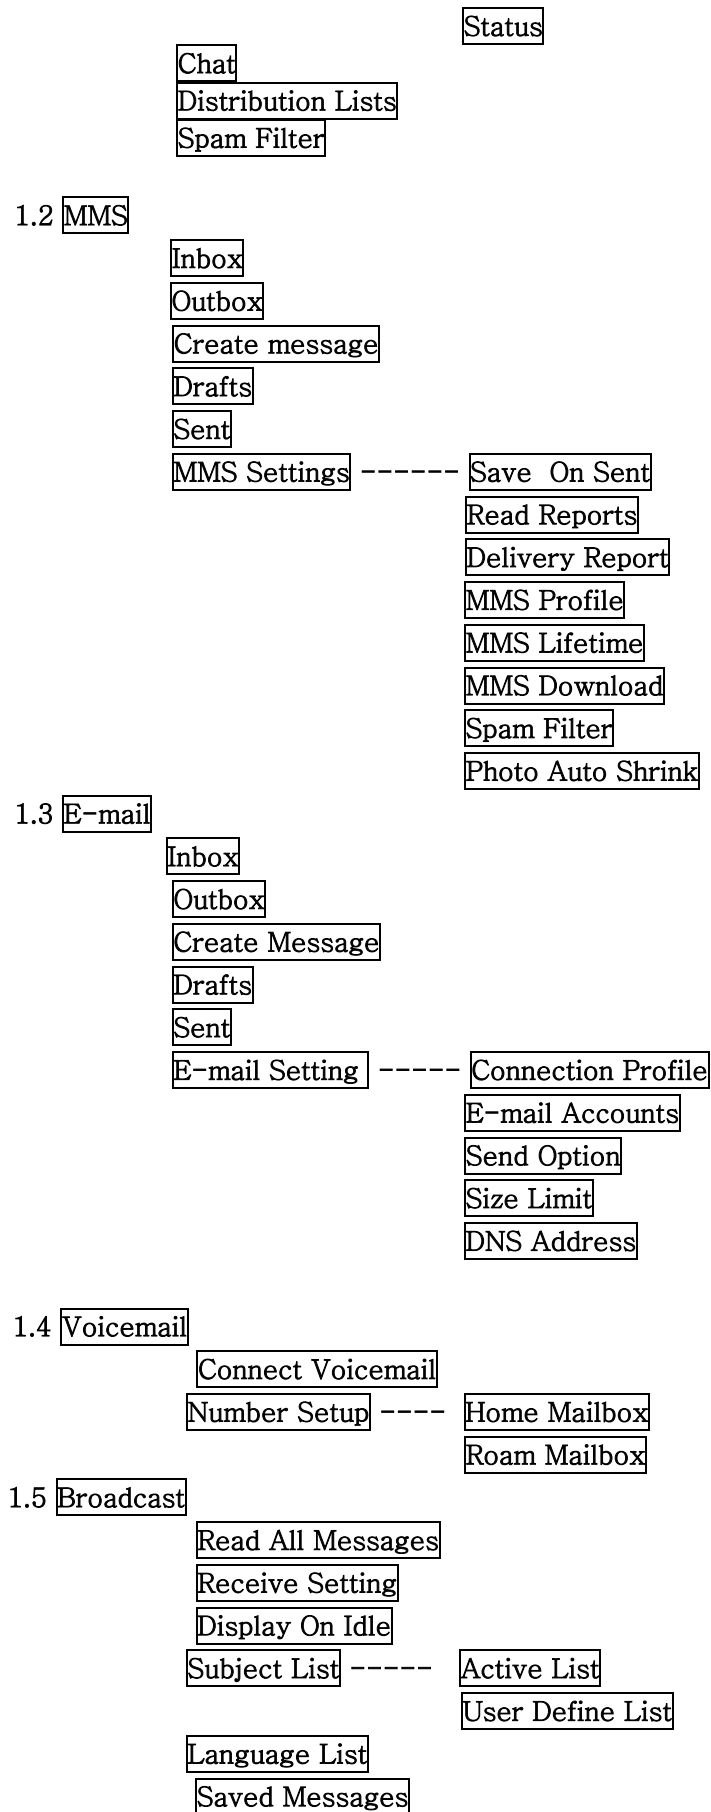 Status
Chat
Distribution Lists
Spam Filter
1.2 MMS
Inbox
Outbox
Create message
Drafts
Sent
MMS Settings ------ Save  On Sent
Read Reports
Delivery Report
MMS Profile
MMS Lifetime
MMS Download
Spam Filter
Photo Auto Shrink
1.3 E-mail
Inbox
Outbox
Create Message
Drafts
Sent
E-mail Setting ----- Connection Profile
E-mail Accounts
Send Option
Size Limit
DNS Address
1.4 Voicemail
Connect Voicemail
Number Setup ---- Home Mailbox
Roam Mailbox
1.5 Broadcast
Read All Messages
Receive Setting
Display On Idle
Subject List ----- Active List
User Define List
Language List
Saved Messages